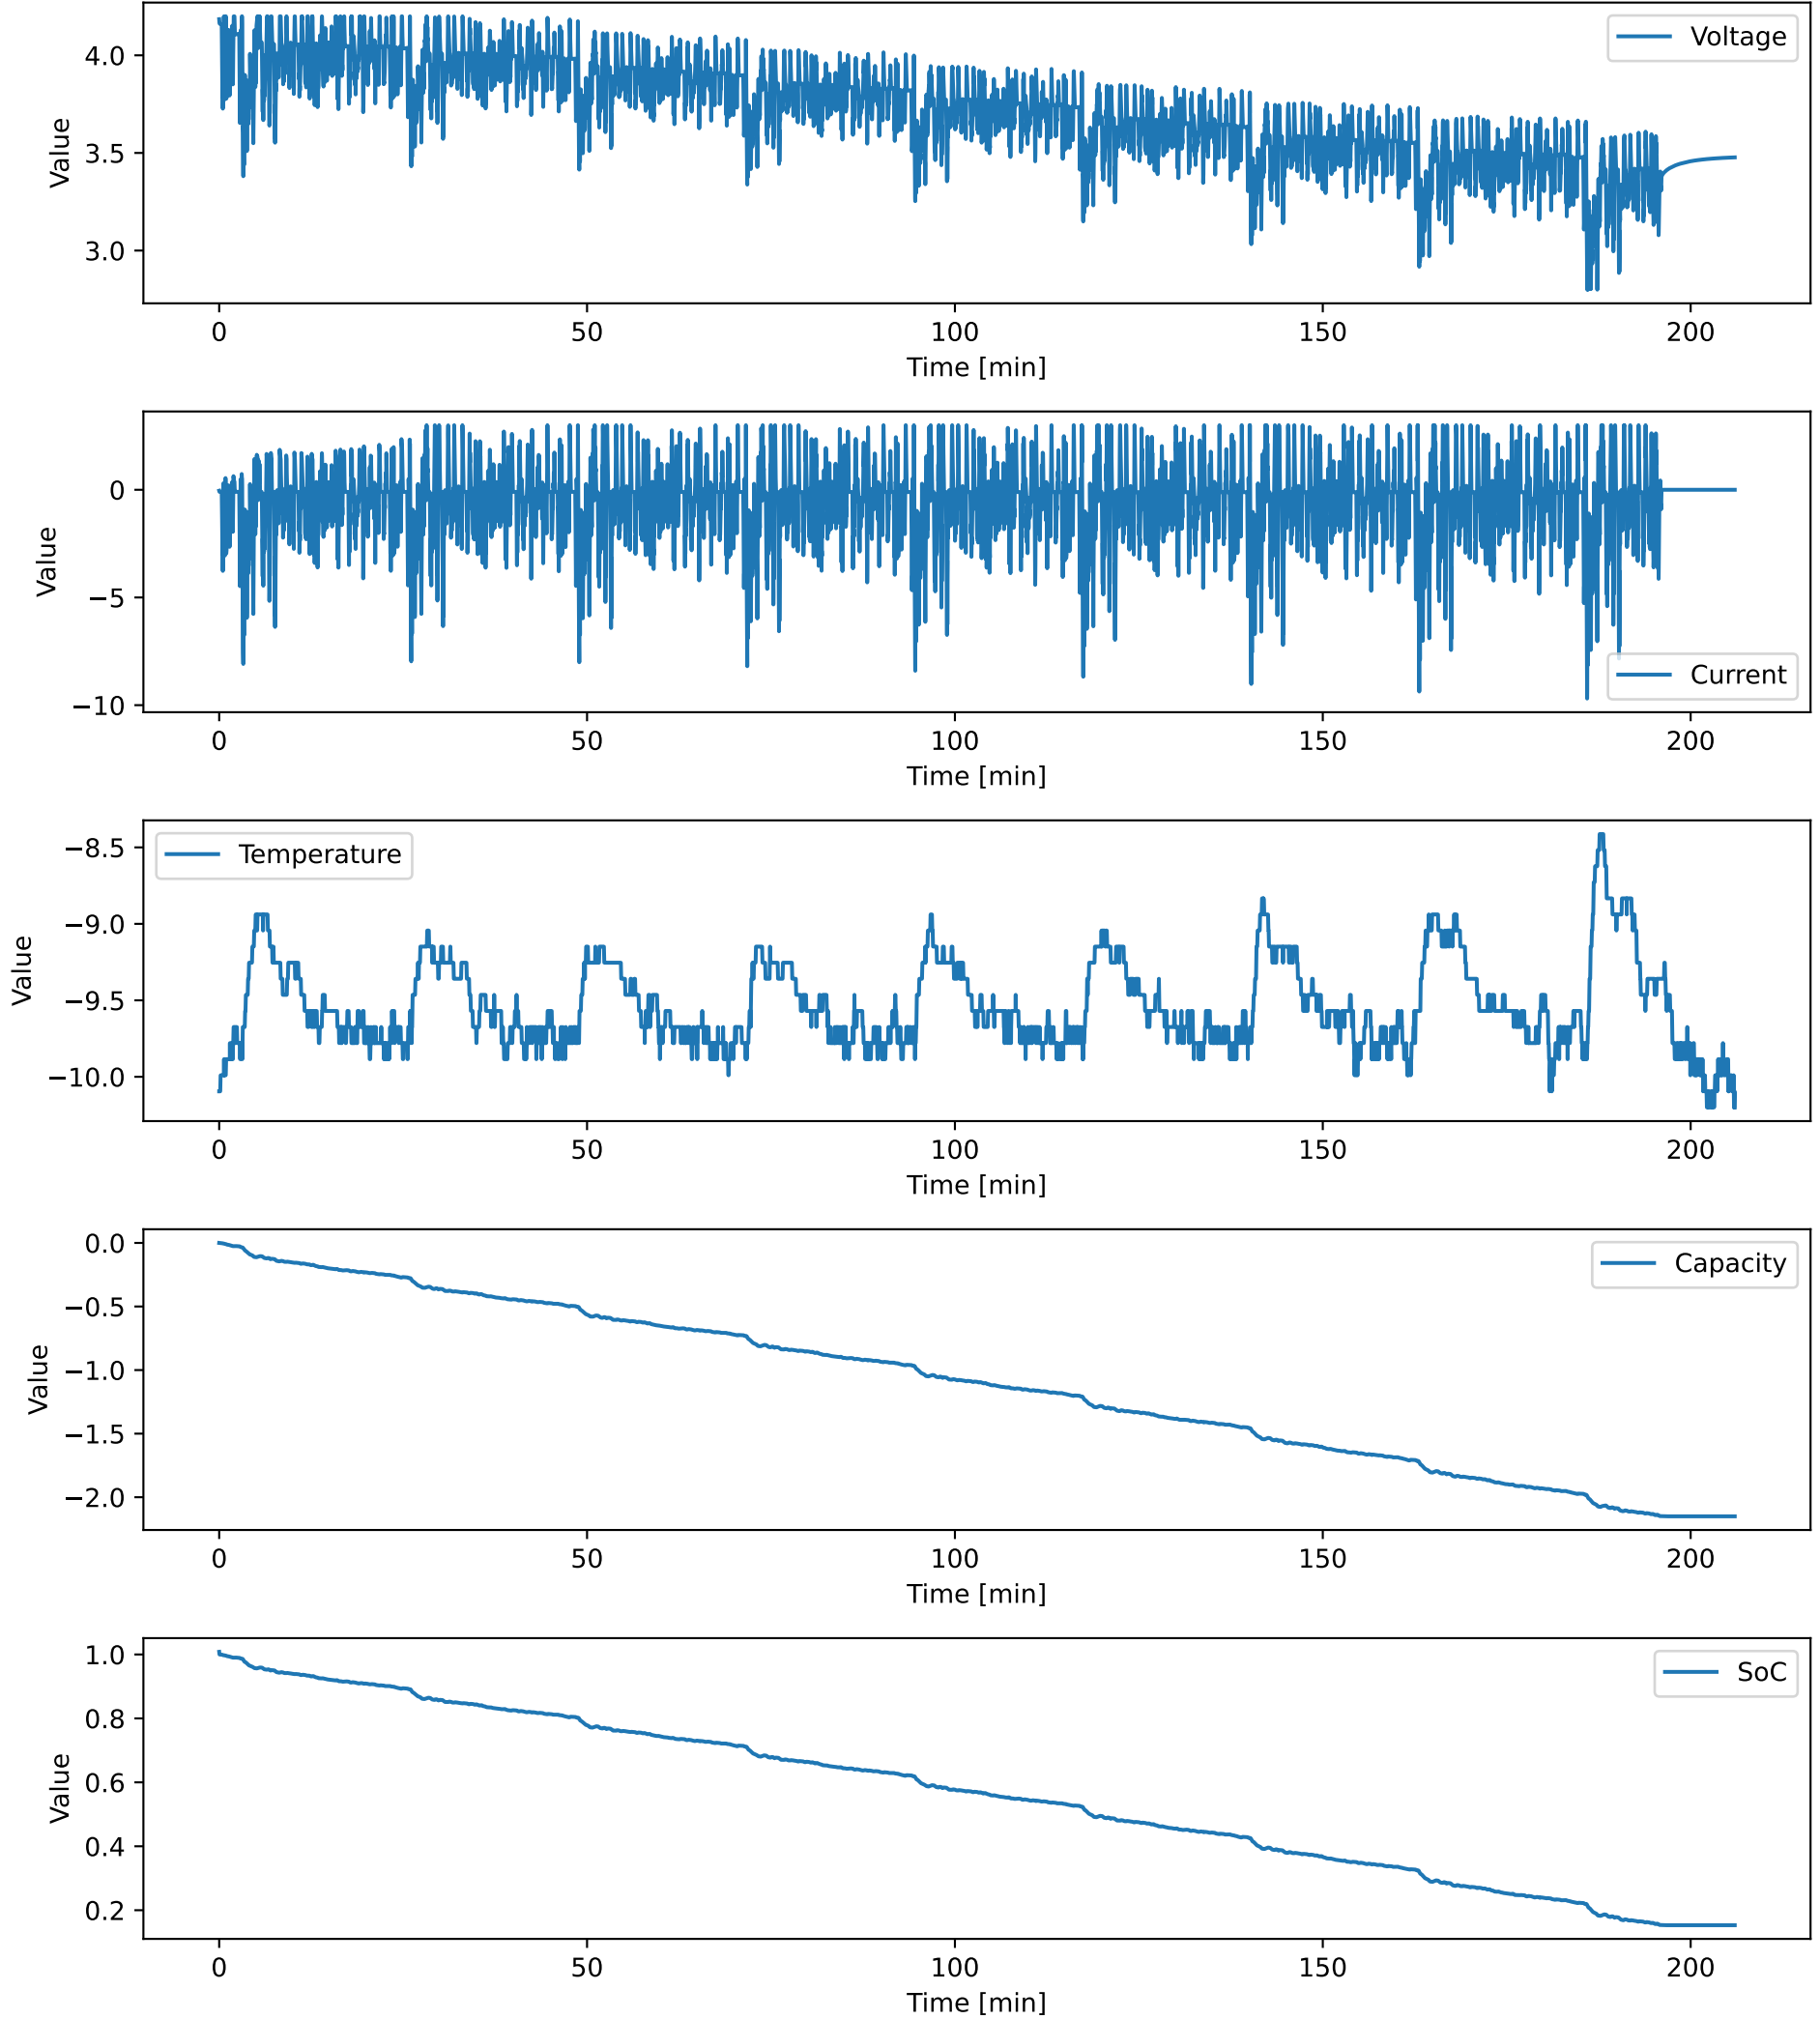 Voltage
4.0
3.5
3.0
Value
0 50 100 150 200
Time [min]
0
−5
−10
Value
Current
0 50 100 150 200
Time [min]
Temperature
−8.5
−9.0
−9.5
−10.0
Value
0 50 100 150 200
Time [min]
Capacity
0.0
−0.5
−1.0
−1.5
−2.0
Value
0 50 100 150 200
Time [min]
SoC
1.0
0.8
0.6
0.4
0.2
Value
0 50 100 150 200
Time [min]